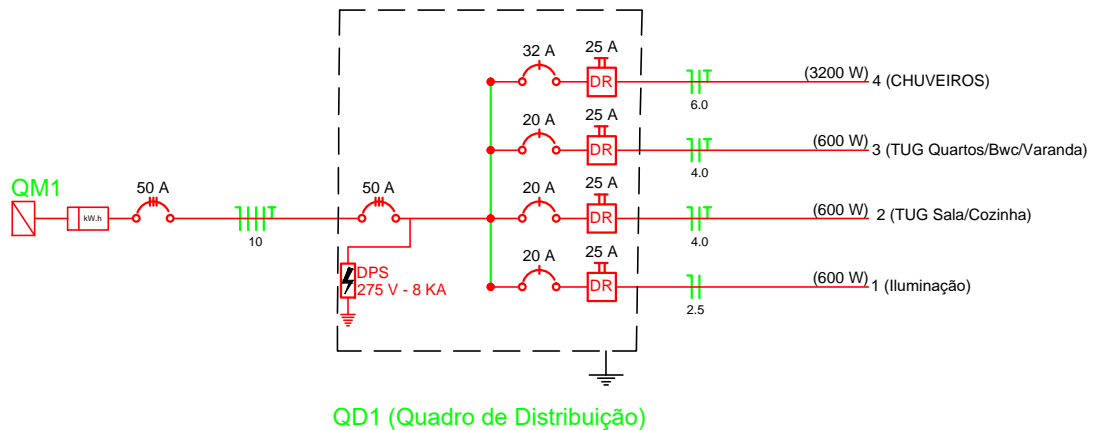 32 A
25 A
DR
6.0
(3200 W)
4 (CHUVEIROS)
20 A
25 A
DR
4.0
(600 W)
3 (TUG Quartos/Bwc/Varanda)
QM1
kW.h
50 A
10
50 A
20 A
25 A
DR
4.0
(600 W)
2 (TUG Sala/Cozinha)
DPS
275 V - 8 KA
20 A
25 A
DR
2.5
(600 W)
1 (Iluminação)
QD1 (Quadro de Distribuição)